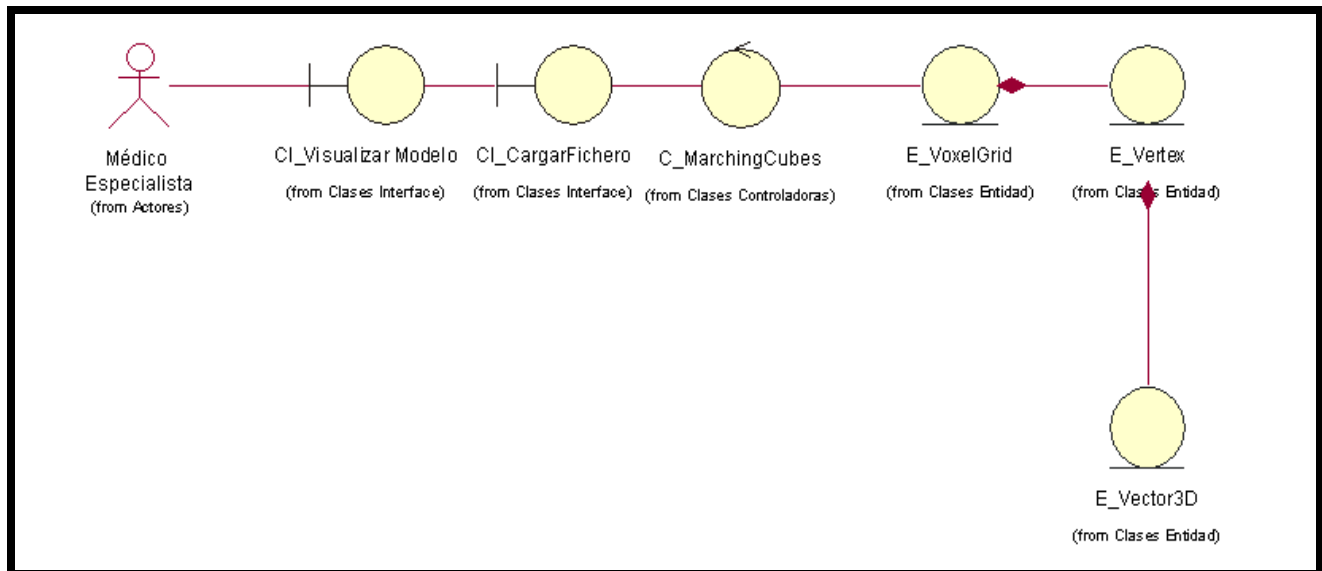 Médico
Especialista
(from Actores)
CI_Visualizar Modelo
(from Clases Interface)
CI_CargarFichero
(from Clases Interface)
C_MarchingCubes
(from Clases Controladoras)
E_VoxelGrid
(from Clases Entidad)
E_Vertex
(from Clases Entidad)
E_Vector3D
(from Clases Entidad)